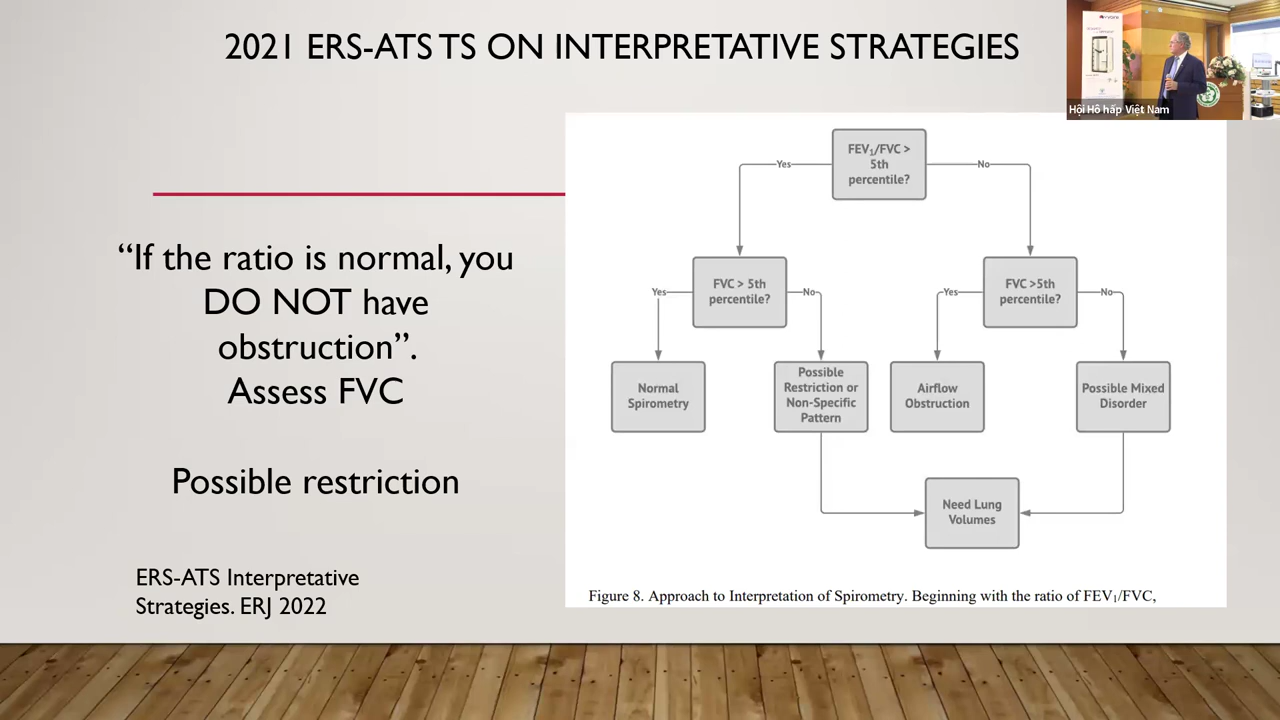 2021 ERS-ATS TS ON INTERPRETATIVE STRATEGIES
Hội Hô hấp Việt Nam
“If the ratio is normal, you
DO NOT have
obstruction”.
Assess FVC
Possible restriction
ERS-ATS Interpretative
Strategies. ERJ 2022
FEV₁/FVC >
5th
percentile?
Yes
No
FVC > 5th
percentile?
FVC >5th
percentile?
Yes
No
Yes
No
Normal
Spirometry
Possible
Restriction or
Non-Specific
Pattern
Airflow
Obstruction
Possible Mixed
Disorder
Need Lung
Volumes
Figure 8. Approach to Interpretation of Spirometry. Beginning with the ratio of FEV₁/FVC,